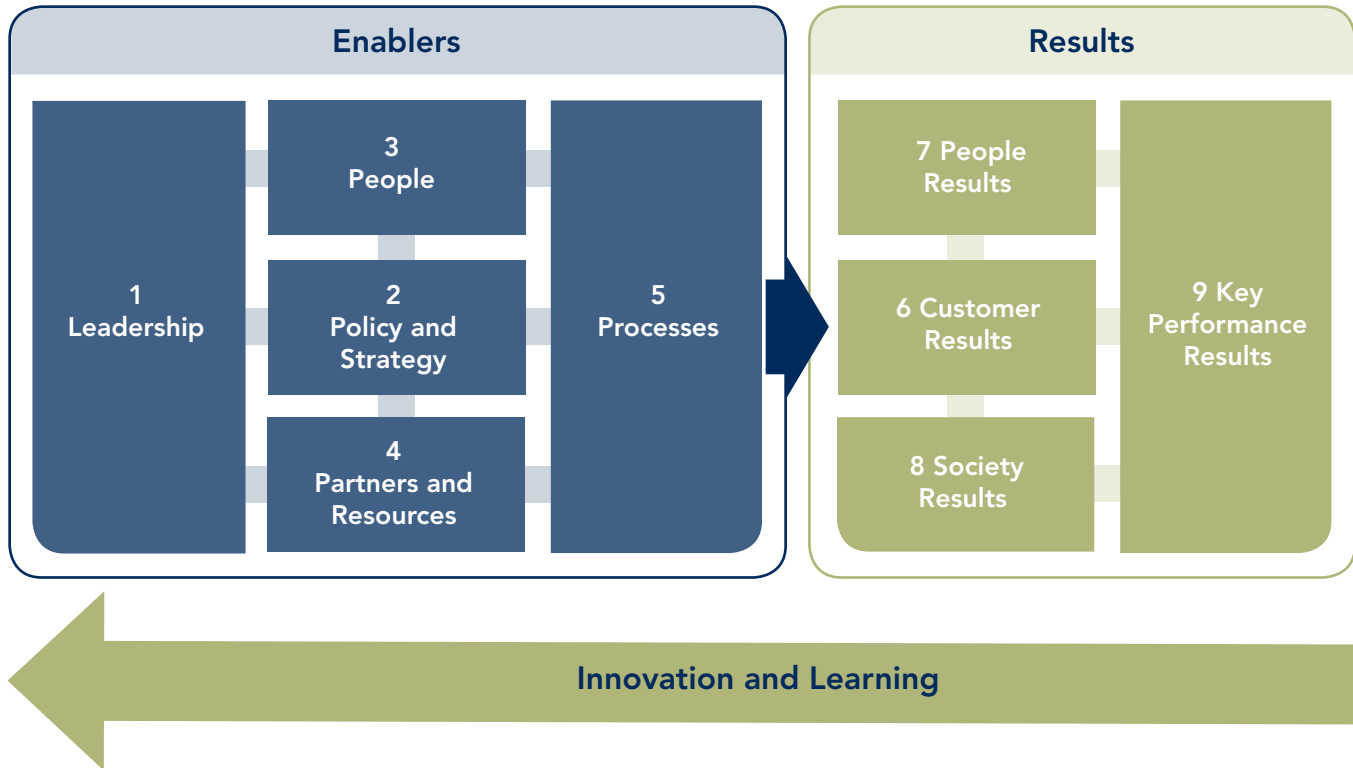 Enablers
Results
1
Leadership
3
People
2
Policy and
Strategy
4
Partners and
Resources
5
Processes
7 People
Results
6 Customer
Results
8 Society
Results
9 Key
Performance
Results
Innovation and Learning